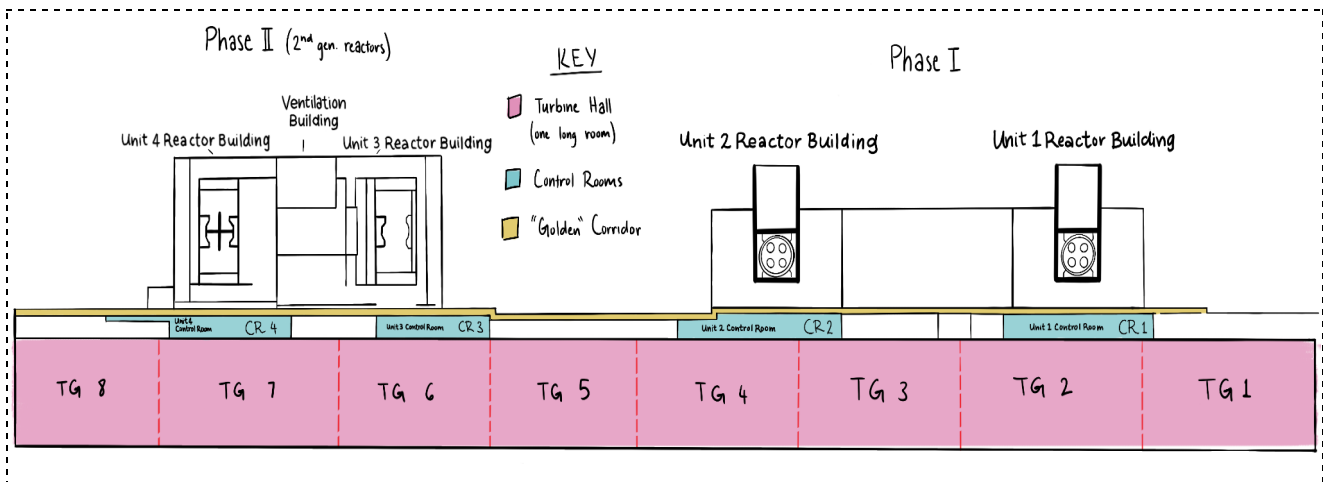 Phase II (2nd gen. reactors)
KEY
Phase I
Turbine Hall
(one long room)
Control Rooms
"Golden" Corridor
Ventilation
Building
Unit 4 Reactor Building
Unit 3 Reactor Building
Unit 2 Reactor Building
Unit 1 Reactor Building
Unit 4
Control Room
CR 4
Unit 3 Control Room CR 3
Unit 2 Control Room CR 2
Unit 1 Control Room CR 1
TG 8
TG 7
TG 6
TG 5
TG 4
TG 3
TG 2
TG 1